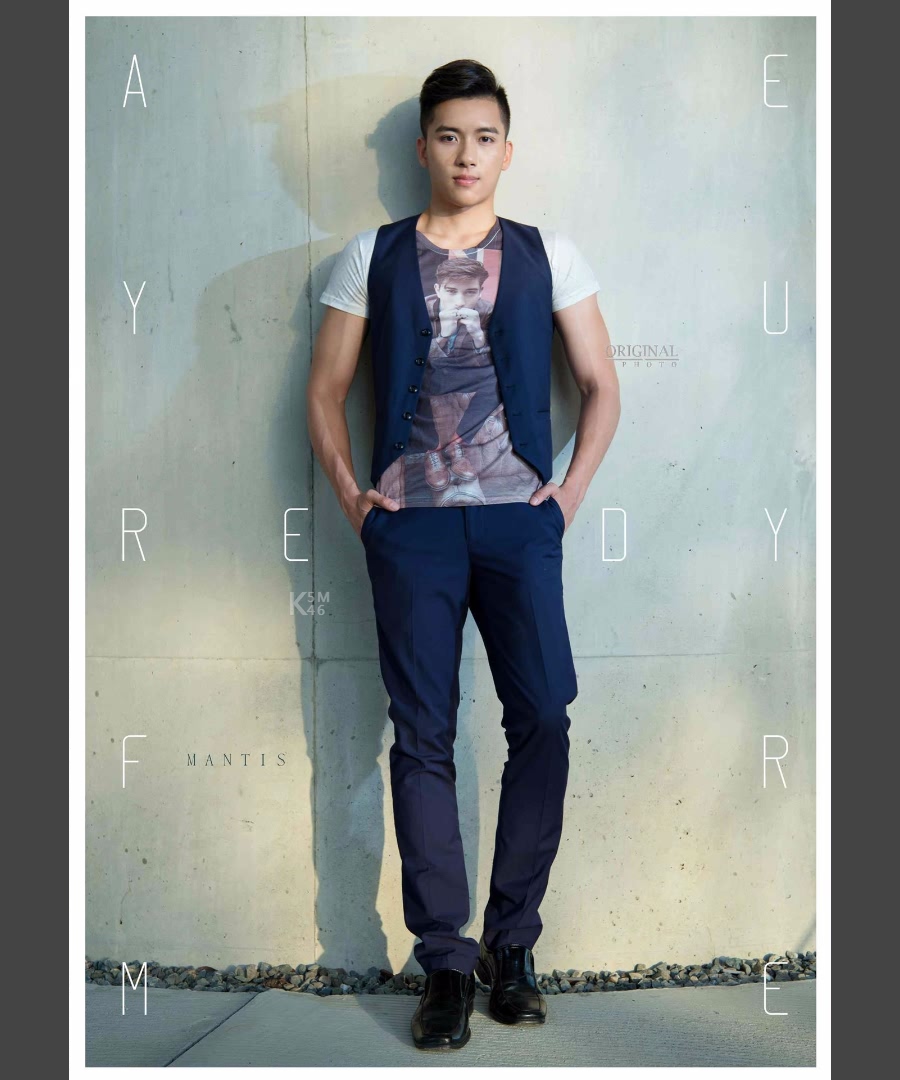 A E
Y U
ORIGINAL
PHOTO
R E D Y
K 5M
46
F R
MANTIS
M E